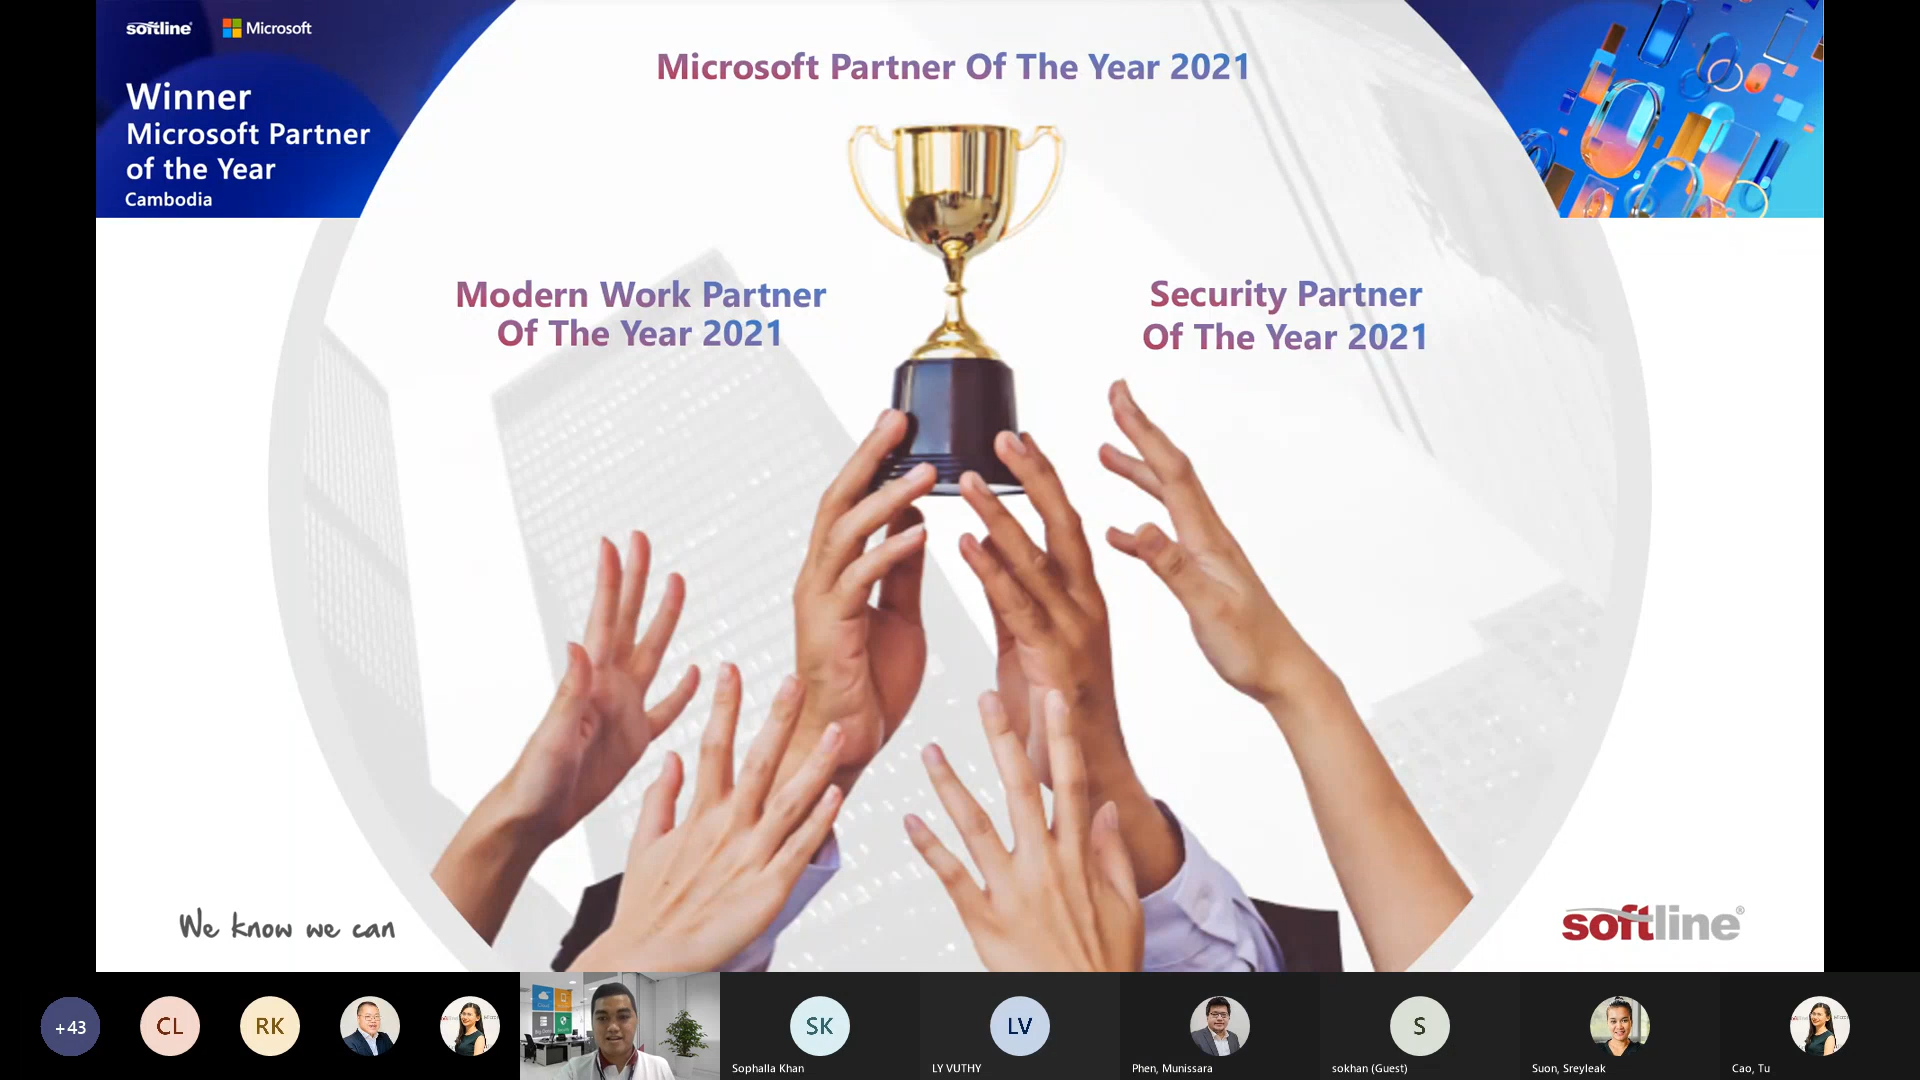 softline
Microsoft
Winner
Microsoft Partner
of the Year
Cambodia
Microsoft Partner Of The Year 2021
Modern Work Partner
Of The Year 2021
Security Partner
Of The Year 2021
We know we can
softline®
+43
CL
RK
SK
Sophalla Khan
LV
LY VUTHY
Phen, Munissara
S
sokhan (Guest)
Suon, Sreyleak
Cao, Tu